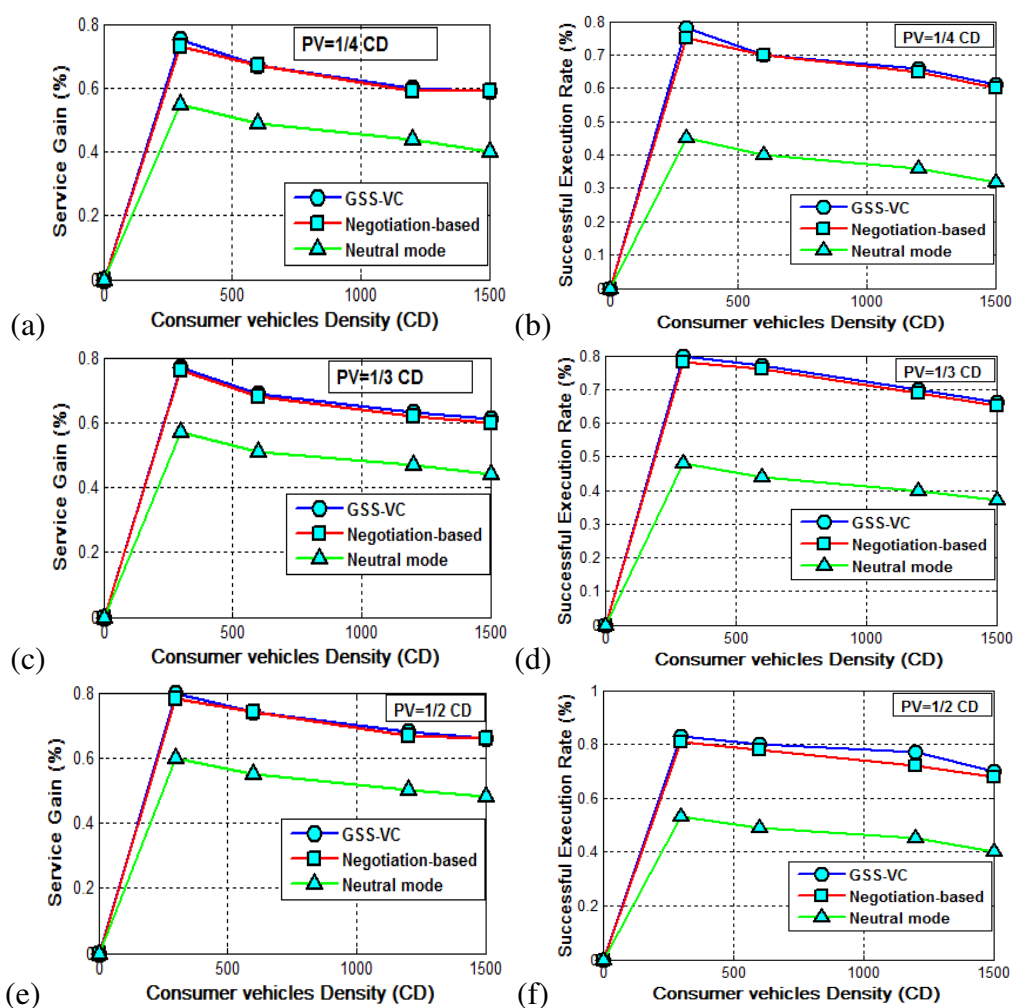 0.8
PV=1/4 CD
0.6
0.4
0.2
0
Service Gain (%)
GSS-VC
Negotiation-based
Neutral mode
0
500
1000
1500
Consumer vehicles Density (CD)
(a)
0.8
PV=1/4 CD
0.7
0.6
0.5
0.4
0.3
0.2
0.1
0
Successful Execution Rate (%)
GSS-VC
Negotiation-based
Neutral mode
0
500
1000
1500
Consumer vehicles Density (CD)
(b)
0.8
PV=1/3 CD
0.6
0.4
0.2
0
Service Gain (%)
GSS-VC
Negotiation-based
Neutral mode
0
500
1000
1500
Consumer vehicles Density (CD)
(c)
0.8
PV=1/3 CD
0.7
0.6
0.5
0.4
0.3
0.2
0.1
0
Successful Execution Rate (%)
GSS-VC
Negotiation-based
Neutral mode
0
500
1000
1500
Consumer vehicles Density (CD)
(d)
0.8
PV=1/2 CD
0.6
0.4
0.2
0
Service Gain (%)
GSS-VC
Negotiation-based
Neutral mode
0
500
1000
1500
Consumer vehicles Density (CD)
(e)
1
PV=1/2 CD
0.8
0.6
0.4
0.2
0
Successful Execution Rate (%)
GSS-VC
Negotiation-based
Neutral mode
0
500
1000
1500
Consumer vehicles Density (CD)
(f)